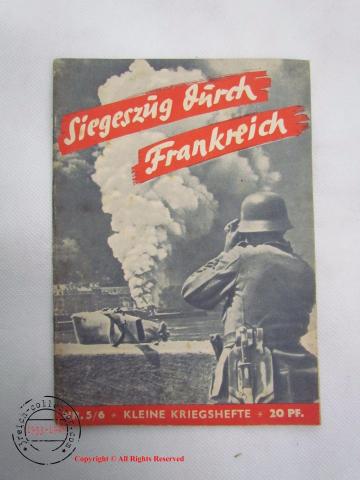 Siegeszug durch
Frankreich
5/6 + KLEINE KRIEGSHEFTE + 20 PF.
Copyright © All Rights Reserved